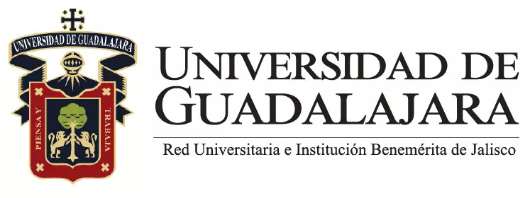 UNIVERSIDAD DE GUADALAJARA
PIENSA Y
TRABAJA
UNIVERSIDAD DE
GUADALAJARA
Red Universitaria e Institución Benemérita de Jalisco